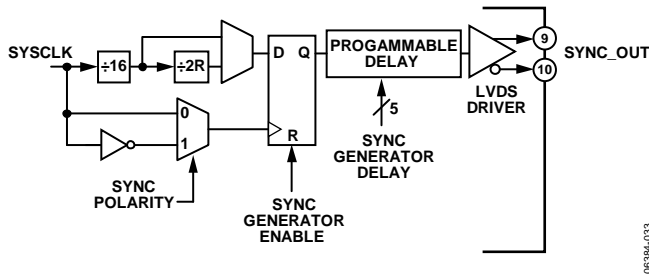 SYSCLK
÷16
÷2R
D Q
R
0
1
SYNC
POLARITY
SYNC
GENERATOR
ENABLE
PROGAMMABLE
DELAY
5
SYNC
GENERATOR
DELAY
LVDS
DRIVER
9
10
SYNC_OUT
06384-033